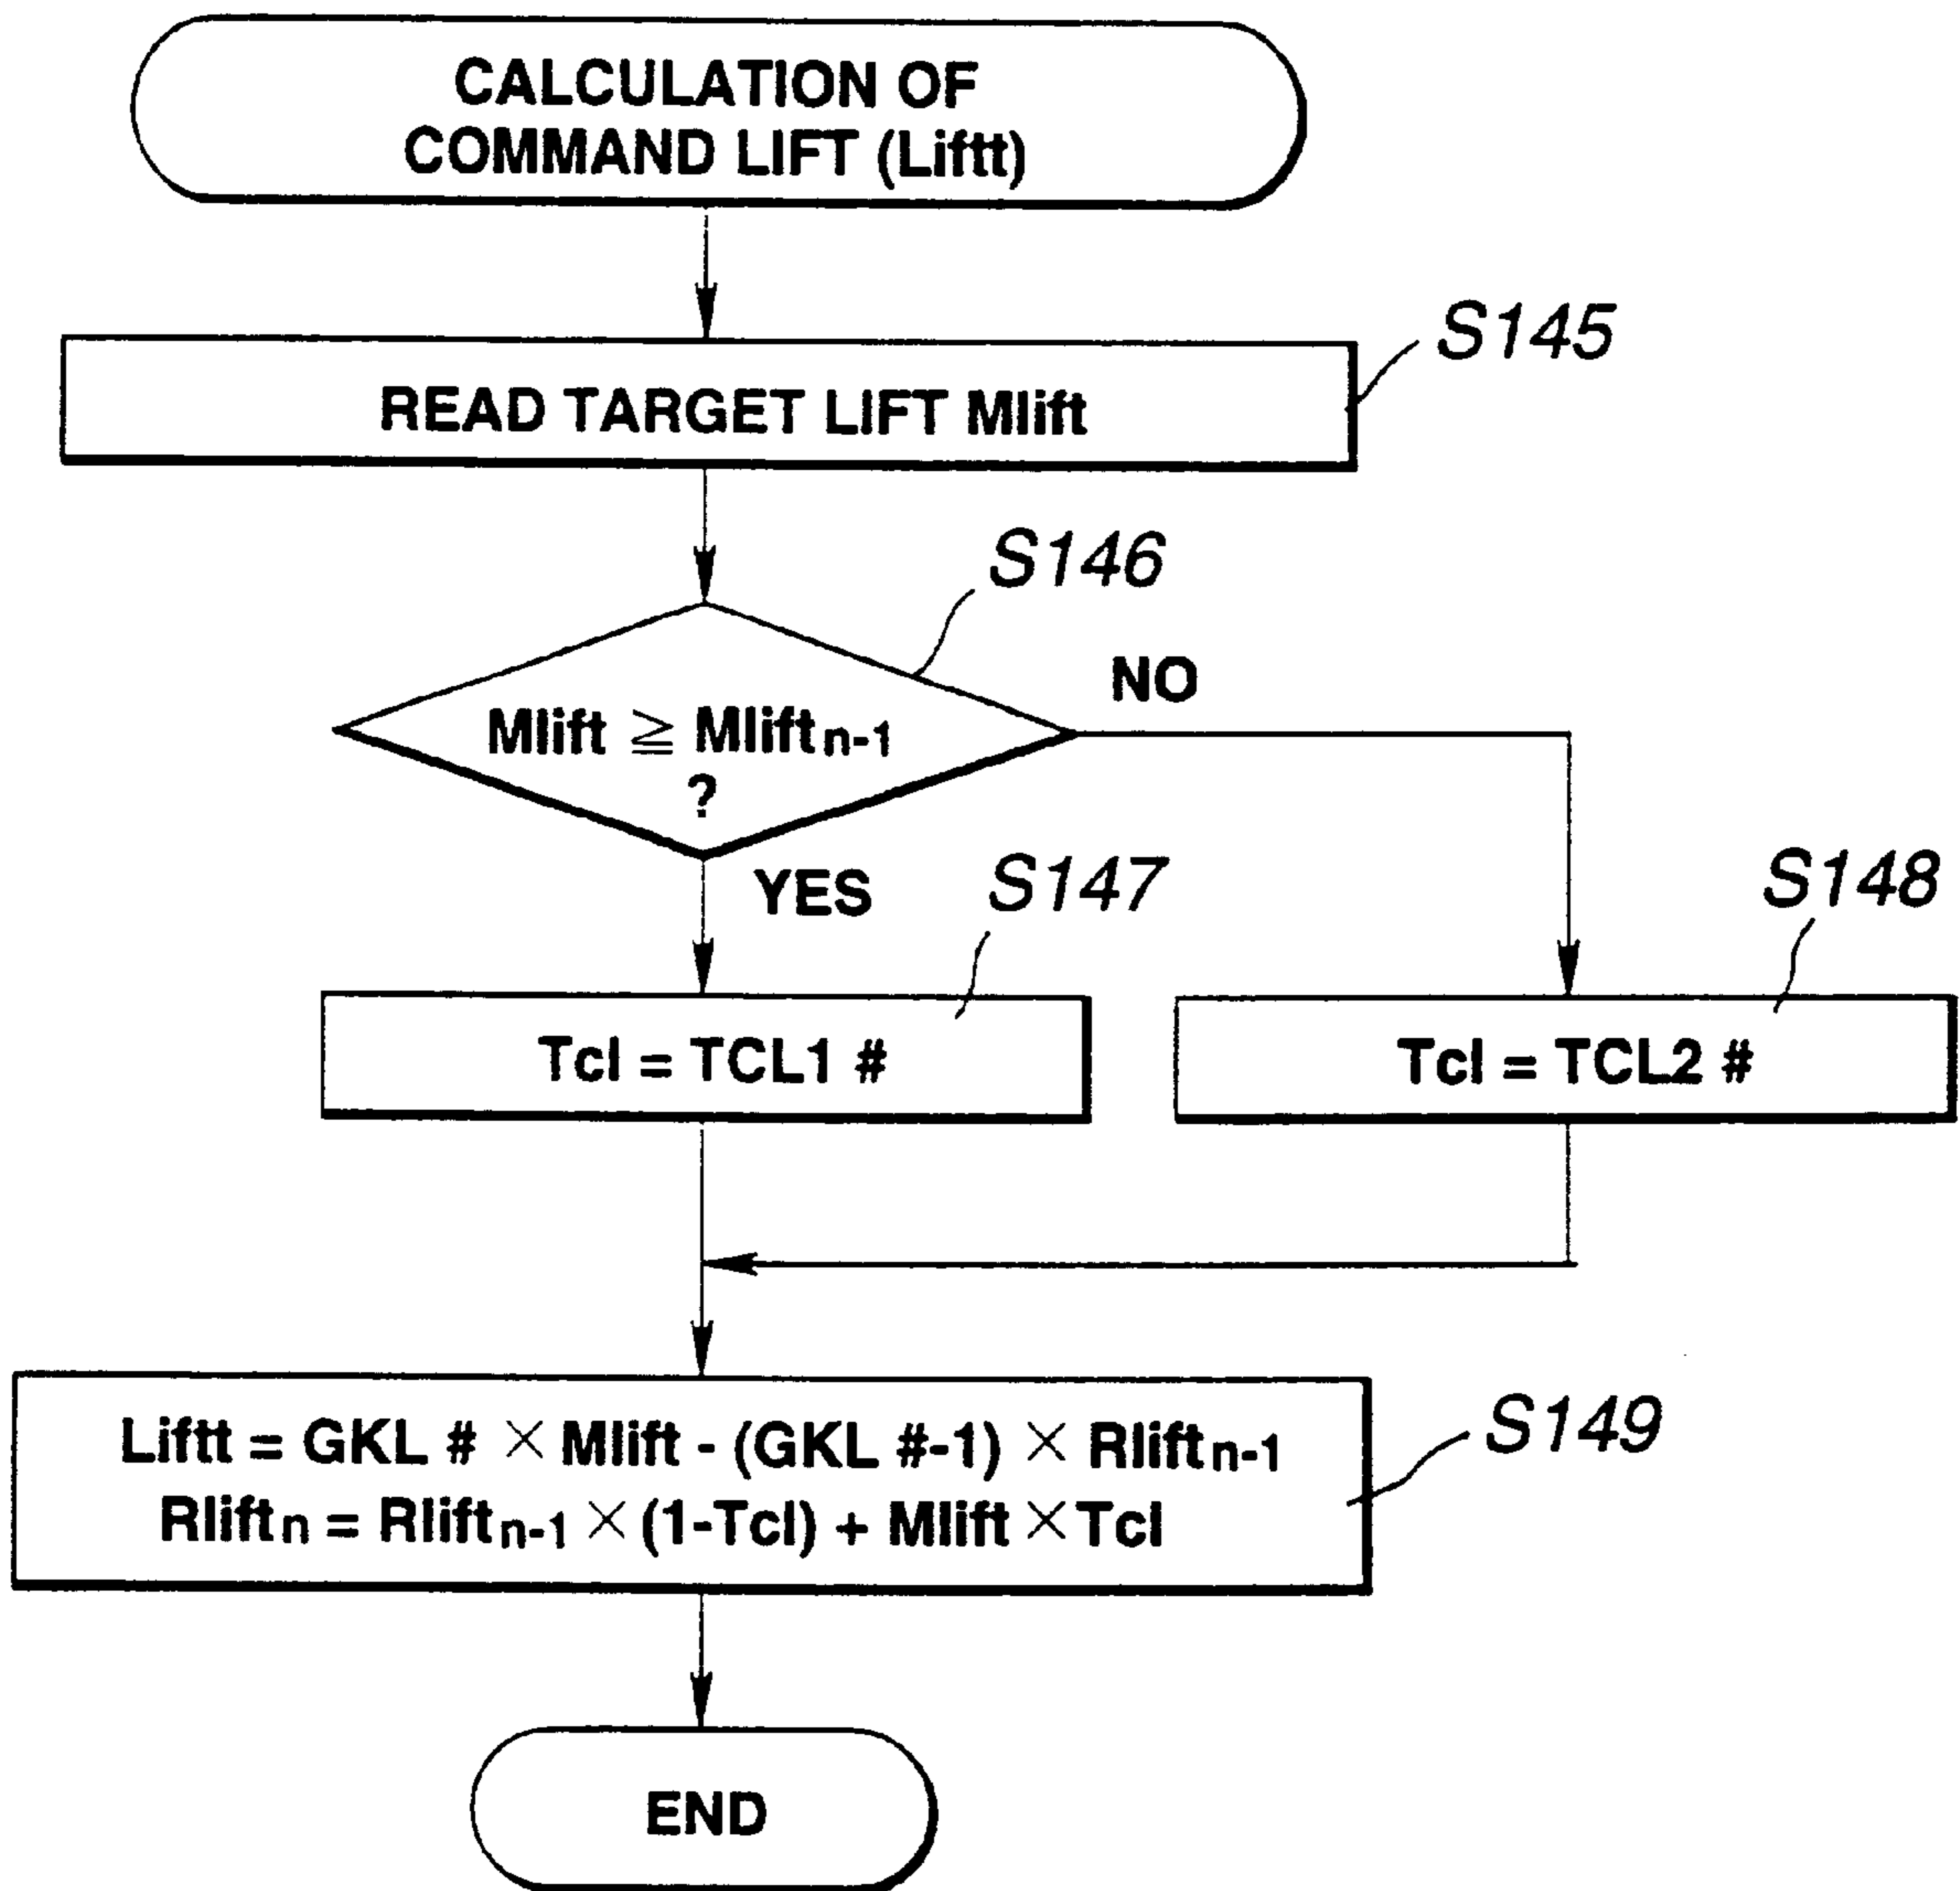 CALCULATION OF
COMMAND LIFT (Liftt)
S145
READ TARGET LIFT Mlift
S146
NO
Mlift ≧ Mliftn-1
?
YES
S147
S148
Tcl = TCL1 #
Tcl = TCL2 #
S149
Liftt = GKL # × Mlift - (GKL #-1) × Rliftn-1
Rliftn = Rliftn-1 × (1-Tcl) + Mlift × Tcl
END